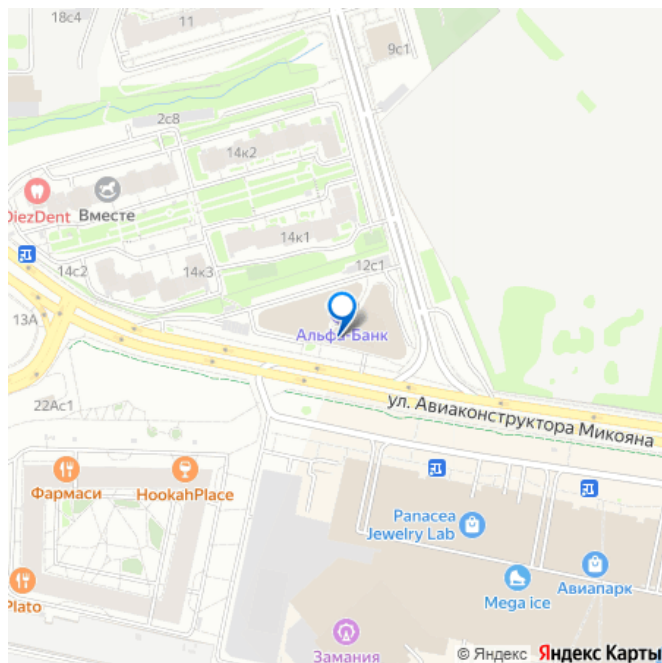 18с4
11
9с1
2с8
14к2
DiezDent
Вместе
14к1
14с2
14к3
12с1
13А
Альфа-Банк
22Ас1
ул. Авиаконструктора Микояна
Фармаси
HookahPlace
Panacea
Jewelry Lab
Plato
Mega ice
Авиапарк
Замания
© Яндекс Яндекс Карты